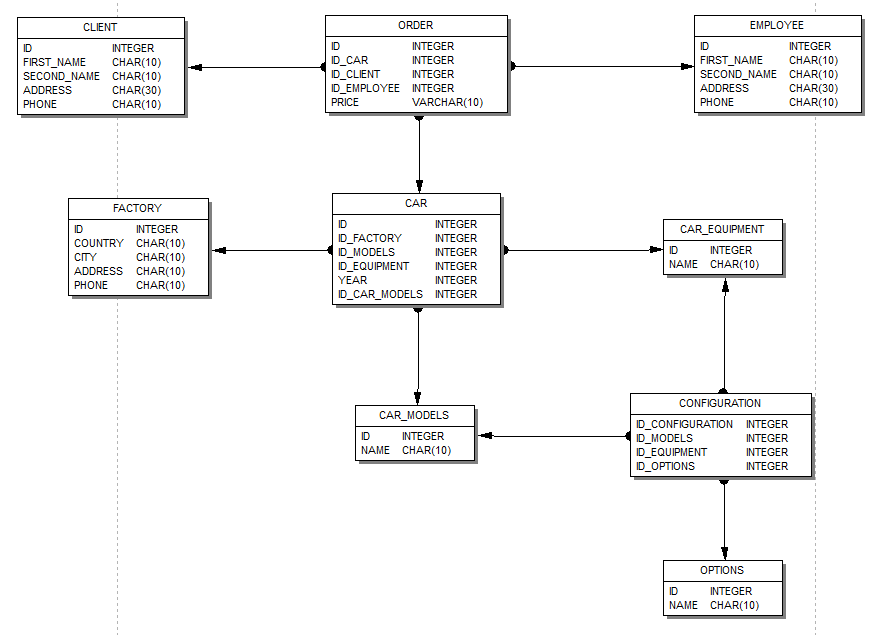 CLIENT
ID INTEGER
FIRST_NAME CHAR(10)
SECOND_NAME CHAR(10)
ADDRESS CHAR(30)
PHONE CHAR(10)
ORDER
ID INTEGER
ID_CAR INTEGER
ID_CLIENT INTEGER
ID_EMPLOYEE INTEGER
PRICE VARCHAR(10)
EMPLOYEE
ID INTEGER
FIRST_NAME CHAR(10)
SECOND_NAME CHAR(10)
ADDRESS CHAR(30)
PHONE CHAR(10)
FACTORY
ID INTEGER
COUNTRY CHAR(10)
CITY CHAR(10)
ADDRESS CHAR(10)
PHONE CHAR(10)
CAR
ID INTEGER
ID_FACTORY INTEGER
ID_MODELS INTEGER
ID_EQUIPMENT INTEGER
YEAR INTEGER
ID_CAR_MODELS INTEGER
CAR_EQUIPMENT
ID INTEGER
NAME CHAR(10)
CAR_MODELS
ID INTEGER
NAME CHAR(10)
CONFIGURATION
ID_CONFIGURATION INTEGER
ID_MODELS INTEGER
ID_EQUIPMENT INTEGER
ID_OPTIONS INTEGER
OPTIONS
ID INTEGER
NAME CHAR(10)